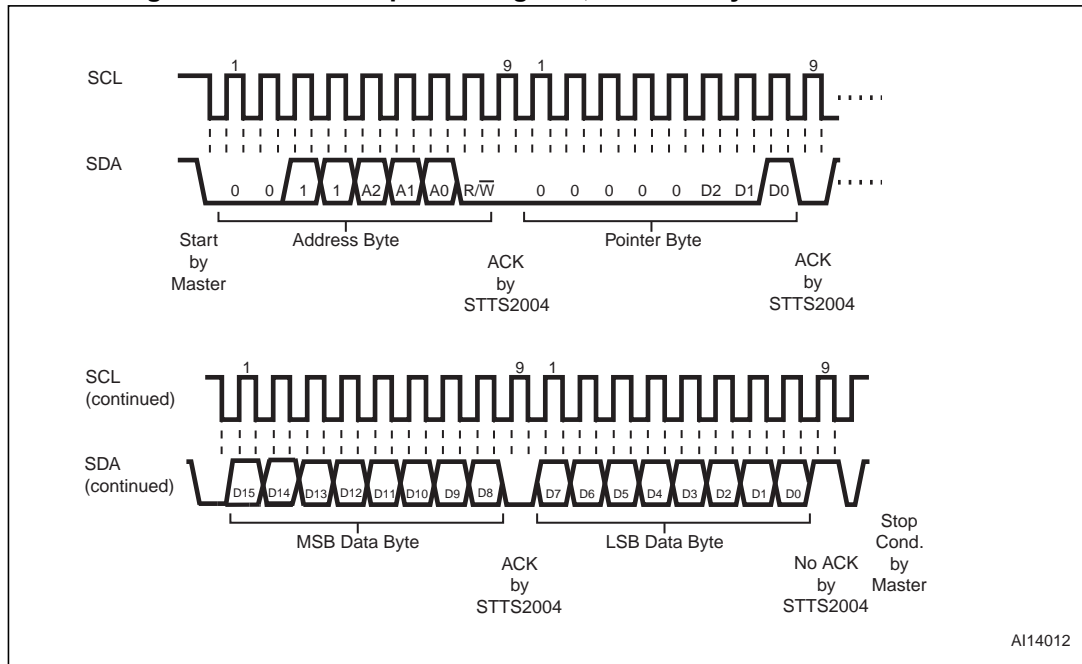 SCL
1 9 1 9
SDA
0 0 1 1 A2 A1 A0 R/W 0 0 0 0 0 D2 D1 D0
Address Byte Pointer Byte
Start
by
Master
ACK
by
STTS2004
ACK
by
STTS2004
SCL
(continued)
1 9 1 9
SDA
(continued)
D15 D14 D13 D12 D11 D10 D9 D8 D7 D6 D5 D4 D3 D2 D1 D0
MSB Data Byte LSB Data Byte
ACK
by
STTS2004
No ACK
by
STTS2004
Stop
Cond.
by
Master
AI14012